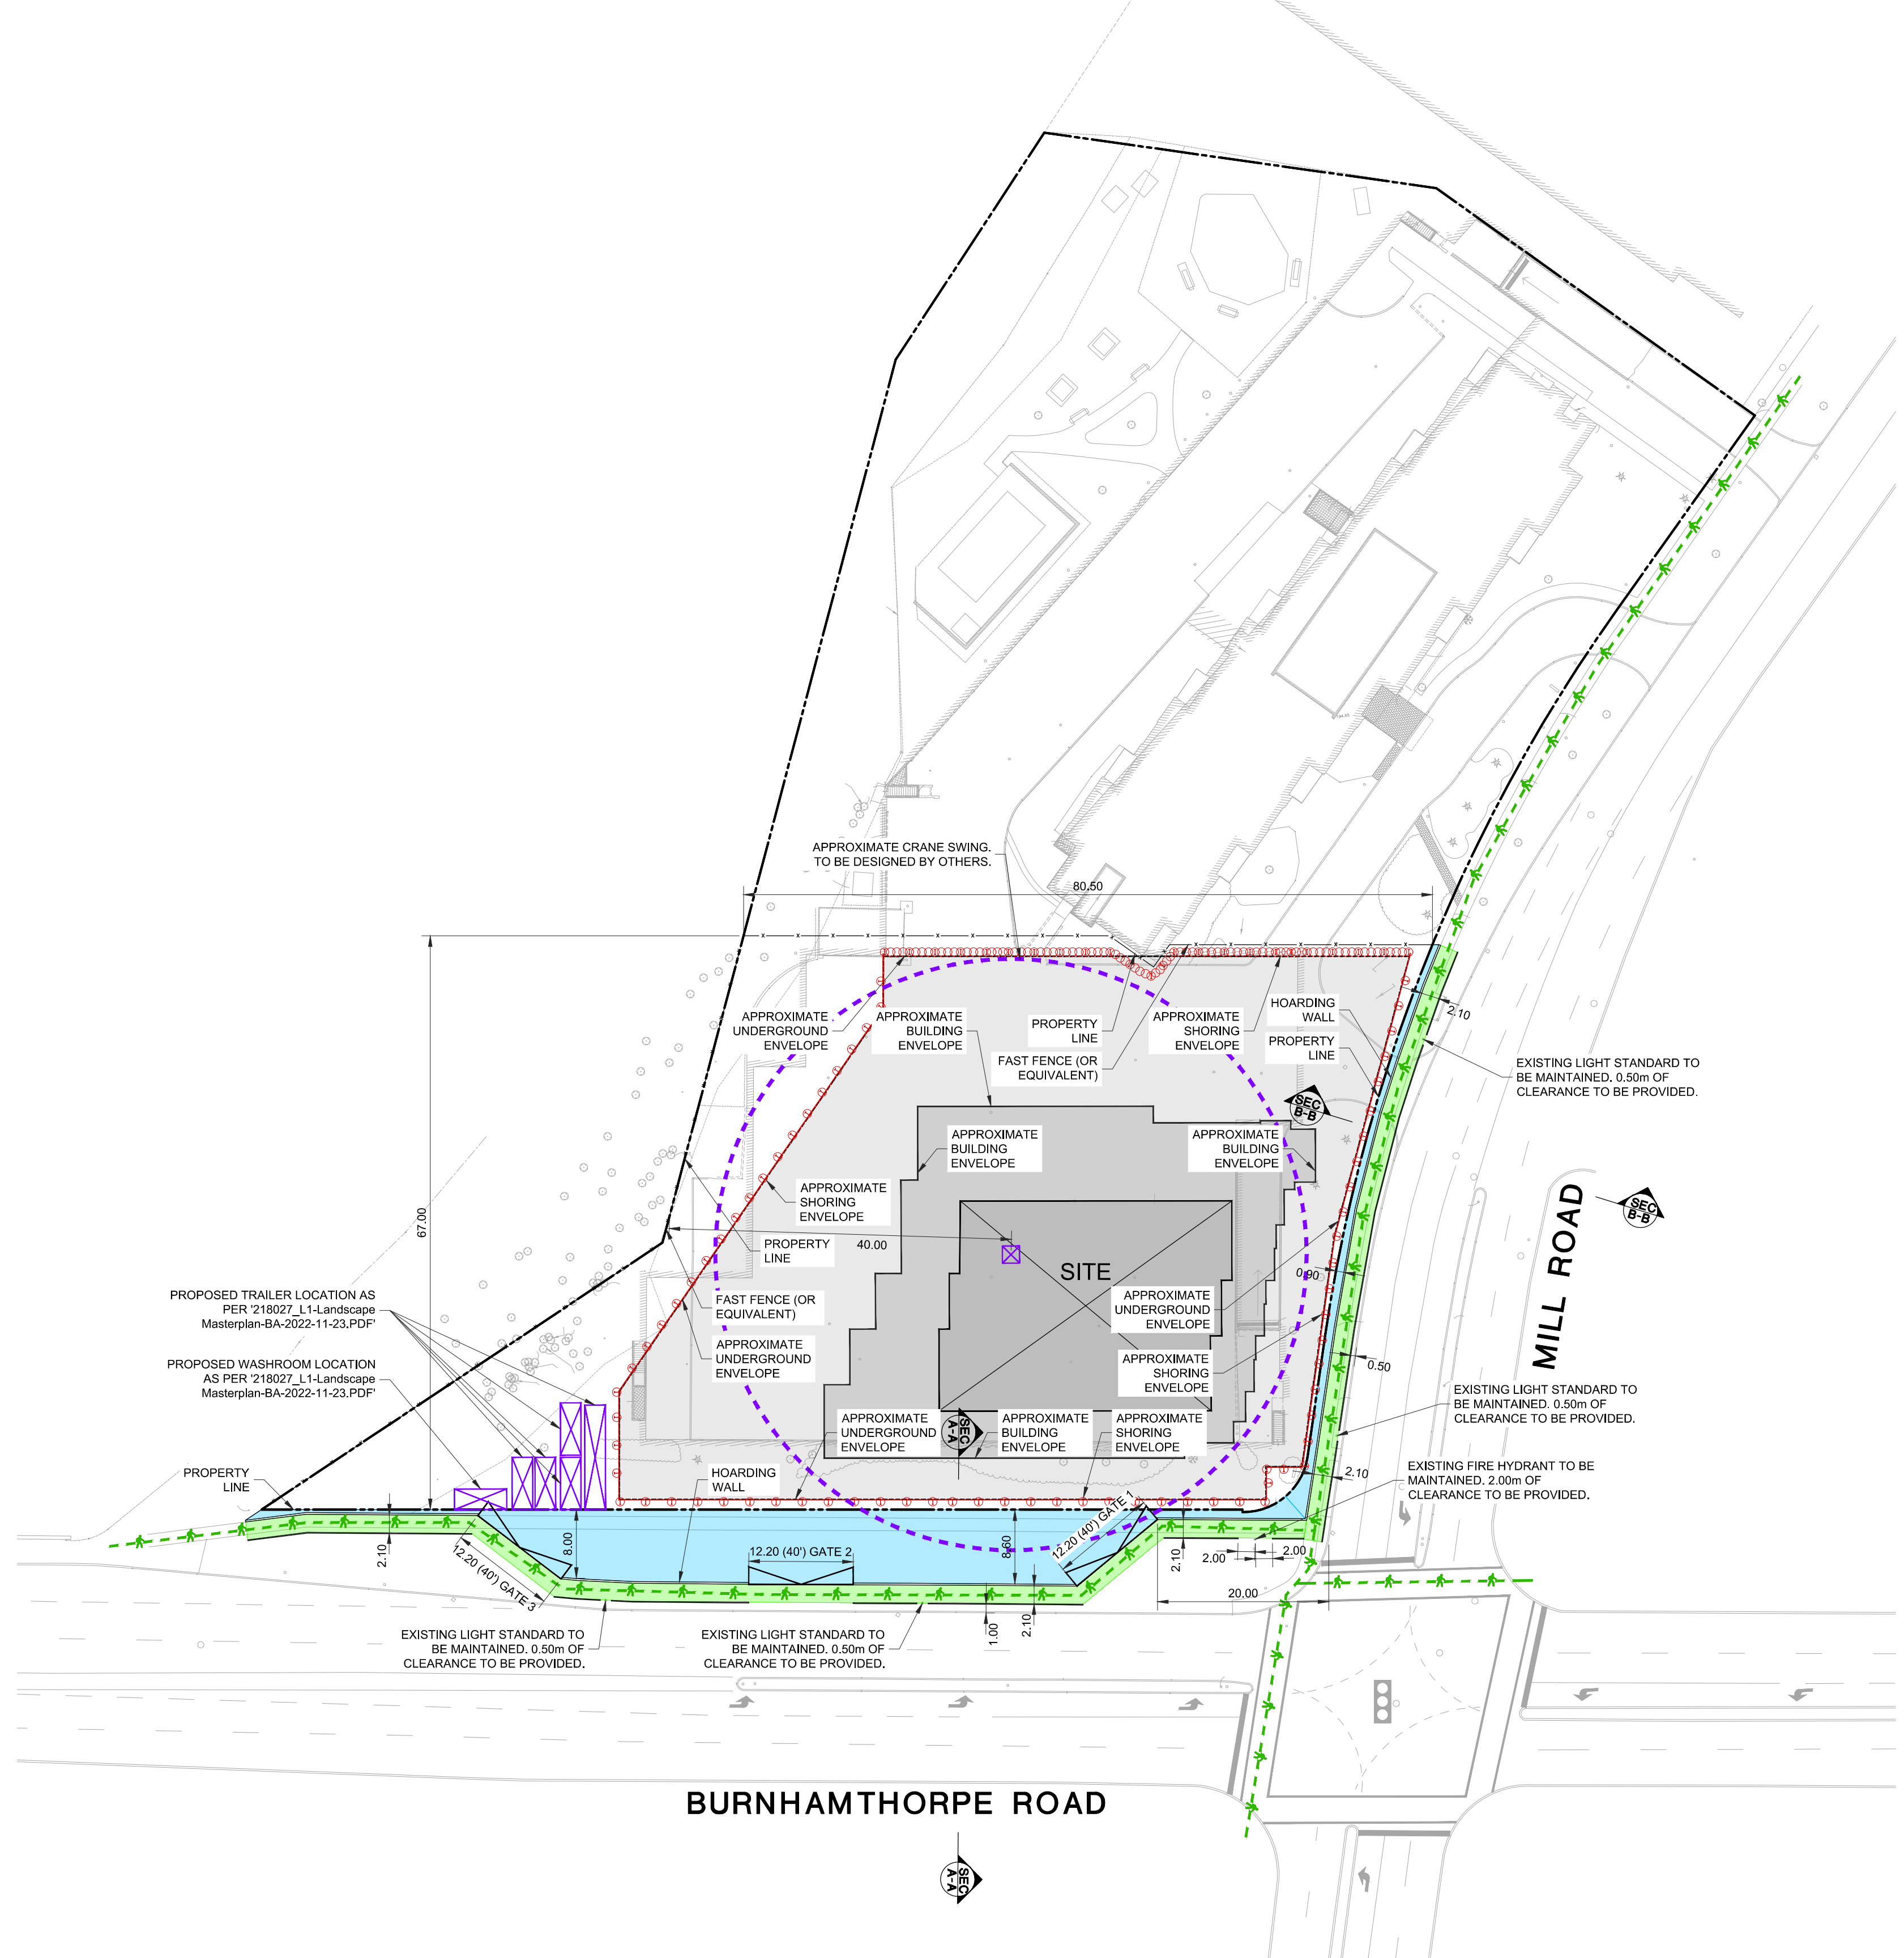 APPROXIMATE CRANE SWING.
TO BE DESIGNED BY OTHERS.
80.50
67.00
APPROXIMATE
UNDERGROUND
ENVELOPE
APPROXIMATE
BUILDING
ENVELOPE
PROPERTY
LINE
FAST FENCE (OR
EQUIVALENT)
APPROXIMATE
SHORING
ENVELOPE
HOARDING
WALL
PROPERTY
LINE
2.10
EXISTING LIGHT STANDARD TO
BE MAINTAINED. 0.50m OF
CLEARANCE TO BE PROVIDED.
SEC
B-B
APPROXIMATE
BUILDING
ENVELOPE
APPROXIMATE
BUILDING
ENVELOPE
APPROXIMATE
SHORING
ENVELOPE
SEC
B-B
MILL ROAD
PROPERTY
LINE
40.00
SITE
0.90
APPROXIMATE
UNDERGROUND
ENVELOPE
FAST FENCE (OR
EQUIVALENT)
PROPOSED TRAILER LOCATION AS
PER '218027_L1-Landscape
Masterplan-BA-2022-11-23.PDF'
APPROXIMATE
UNDERGROUND
ENVELOPE
APPROXIMATE
SHORING
ENVELOPE
0.50
PROPOSED WASHROOM LOCATION
AS PER '218027_L1-Landscape
Masterplan-BA-2022-11-23.PDF'
EXISTING LIGHT STANDARD TO
BE MAINTAINED. 0.50m OF
CLEARANCE TO BE PROVIDED.
APPROXIMATE
UNDERGROUND
ENVELOPE
SEC
A-A
APPROXIMATE
BUILDING
ENVELOPE
APPROXIMATE
SHORING
ENVELOPE
PROPERTY
LINE
HOARDING
WALL
2.10
EXISTING FIRE HYDRANT TO BE
MAINTAINED. 2.00m OF
CLEARANCE TO BE PROVIDED.
2.10
12.20 (40') GATE 3
8.00
12.20 (40') GATE 2
8.60
12.20 (40') GATE 1
2.10
2.00
2.00
20.00
1.00
2.10
EXISTING LIGHT STANDARD TO
BE MAINTAINED. 0.50m OF
CLEARANCE TO BE PROVIDED.
EXISTING LIGHT STANDARD TO
BE MAINTAINED. 0.50m OF
CLEARANCE TO BE PROVIDED.
BURNHAMTHORPE ROAD
SEC
A-A